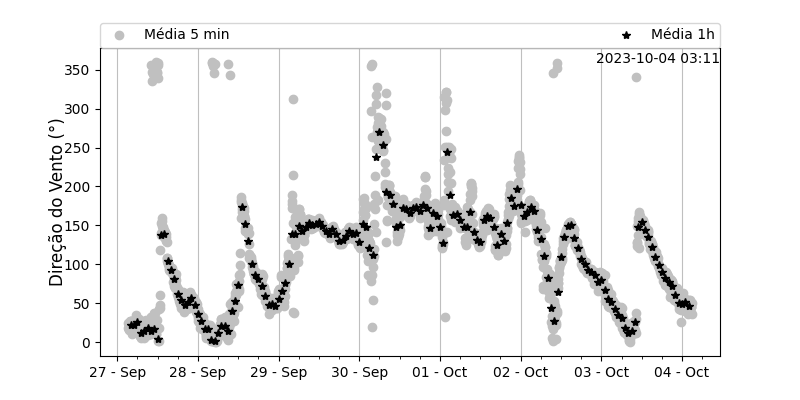 Média 5 min
Média 1h
2023-10-04 03:11
Direção do Vento (°)
350
300
250
200
150
100
50
0
27 - Sep
28 - Sep
29 - Sep
30 - Sep
01 - Oct
02 - Oct
03 - Oct
04 - Oct